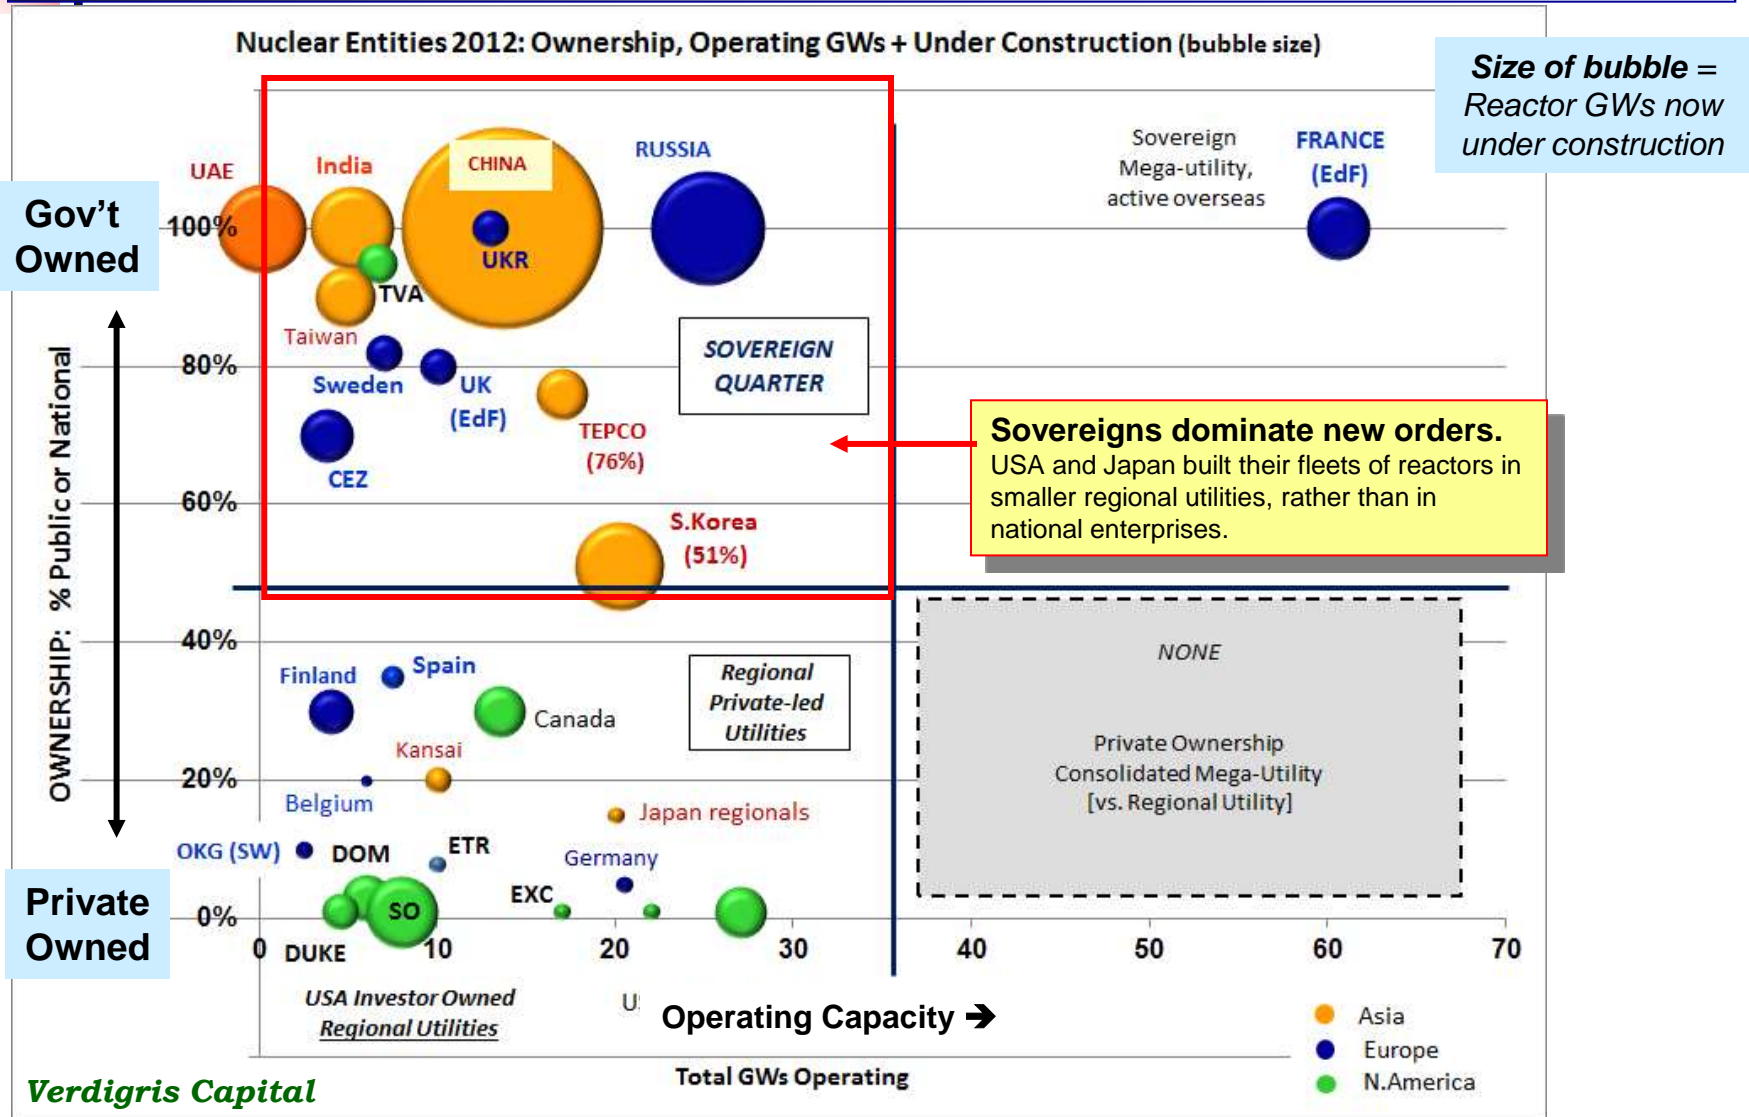 Nuclear Entities 2012: Ownership, Operating GWs + Under Construction (bubble size)
Size of bubble =
Reactor GWs now
under construction
Gov't
Owned
Private
Owned
OWNERSHIP: % Public or National
100%
80%
60%
40%
20%
0%
UAE
India
CHINA
UKR
RUSSIA
Sovereign
Mega-utility,
active overseas
FRANCE
(EdF)
TVA
Taiwan
Sweden
UK
(EdF)
SOVEREIGN
QUARTER
TEPCO
(76%)
CEZ
S.Korea
(51%)
Sovereigns dominate new orders.
USA and Japan built their fleets of reactors in
smaller regional utilities, rather than in
national enterprises.
Finland
Spain
Canada
Regional
Private-led
Utilities
NONE
Private Ownership
Consolidated Mega-Utility
[vs. Regional Utility]
Kansai
Belgium
Japan regionals
OKG (SW)
DOM
ETR
Germany
EXC
SO
DUKE
0
10
20
30
40
50
60
70
USA Investor Owned
Regional Utilities
Operating Capacity ➔
Total GWs Operating
Asia
Europe
N.America
Verdigris Capital